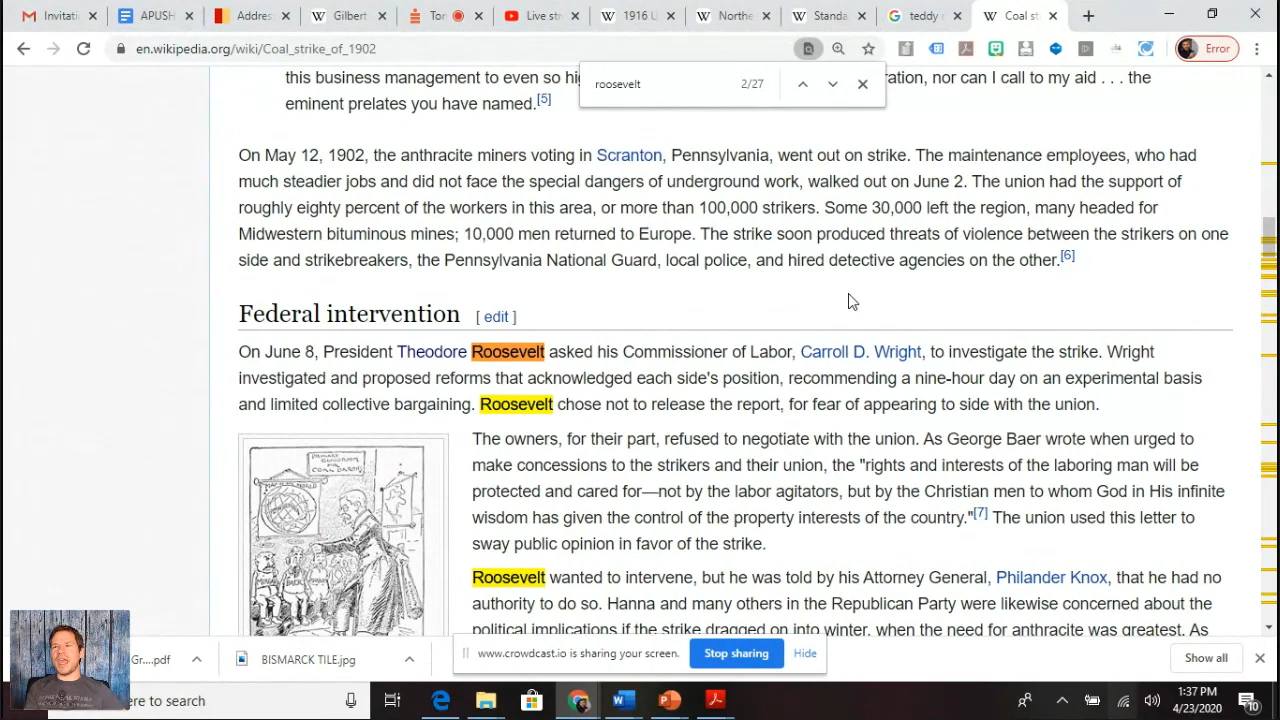 Invitati
APUSH
Addres
Gilbert
Tor
Live str
1916 U
Northe
Standa
teddy r
Coal st
en.wikipedia.org/wiki/Coal_strike_of_1902
Error
roosevelt 2/27
this business management to even so hi
ration, nor can I call to my aid . . . the
eminent prelates you have named.[5]
On May 12, 1902, the anthracite miners voting in Scranton, Pennsylvania, went out on strike. The maintenance employees, who had
much steadier jobs and did not face the special dangers of underground work, walked out on June 2. The union had the support of
roughly eighty percent of the workers in this area, or more than 100,000 strikers. Some 30,000 left the region, many headed for
Midwestern bituminous mines; 10,000 men returned to Europe. The strike soon produced threats of violence between the strikers on one
side and strikebreakers, the Pennsylvania National Guard, local police, and hired detective agencies on the other.[6]
Federal intervention [ edit ]
On June 8, President Theodore Roosevelt asked his Commissioner of Labor, Carroll D. Wright, to investigate the strike. Wright
investigated and proposed reforms that acknowledged each side's position, recommending a nine-hour day on an experimental basis
and limited collective bargaining. Roosevelt chose not to release the report, for fear of appearing to side with the union.
The owners, for their part, refused to negotiate with the union. As George Baer wrote when urged to
make concessions to the strikers and their union, the "rights and interests of the laboring man will be
protected and cared for—not by the labor agitators, but by the Christian men to whom God in His infinite
wisdom has given the control of the property interests of the country."[7] The union used this letter to
sway public opinion in favor of the strike.
Roosevelt wanted to intervene, but he was told by his Attorney General, Philander Knox, that he had no
authority to do so. Hanna and many others in the Republican Party were likewise concerned about the
political implications if the strike dragged on into winter, when the need for anthracite was greatest. As
Gr....pdf
BISMARCK TILE.jpg
www.crowdcast.io is sharing your screen.
Stop sharing
Hide
Show all
ere to search
1:37 PM
4/23/2020
10